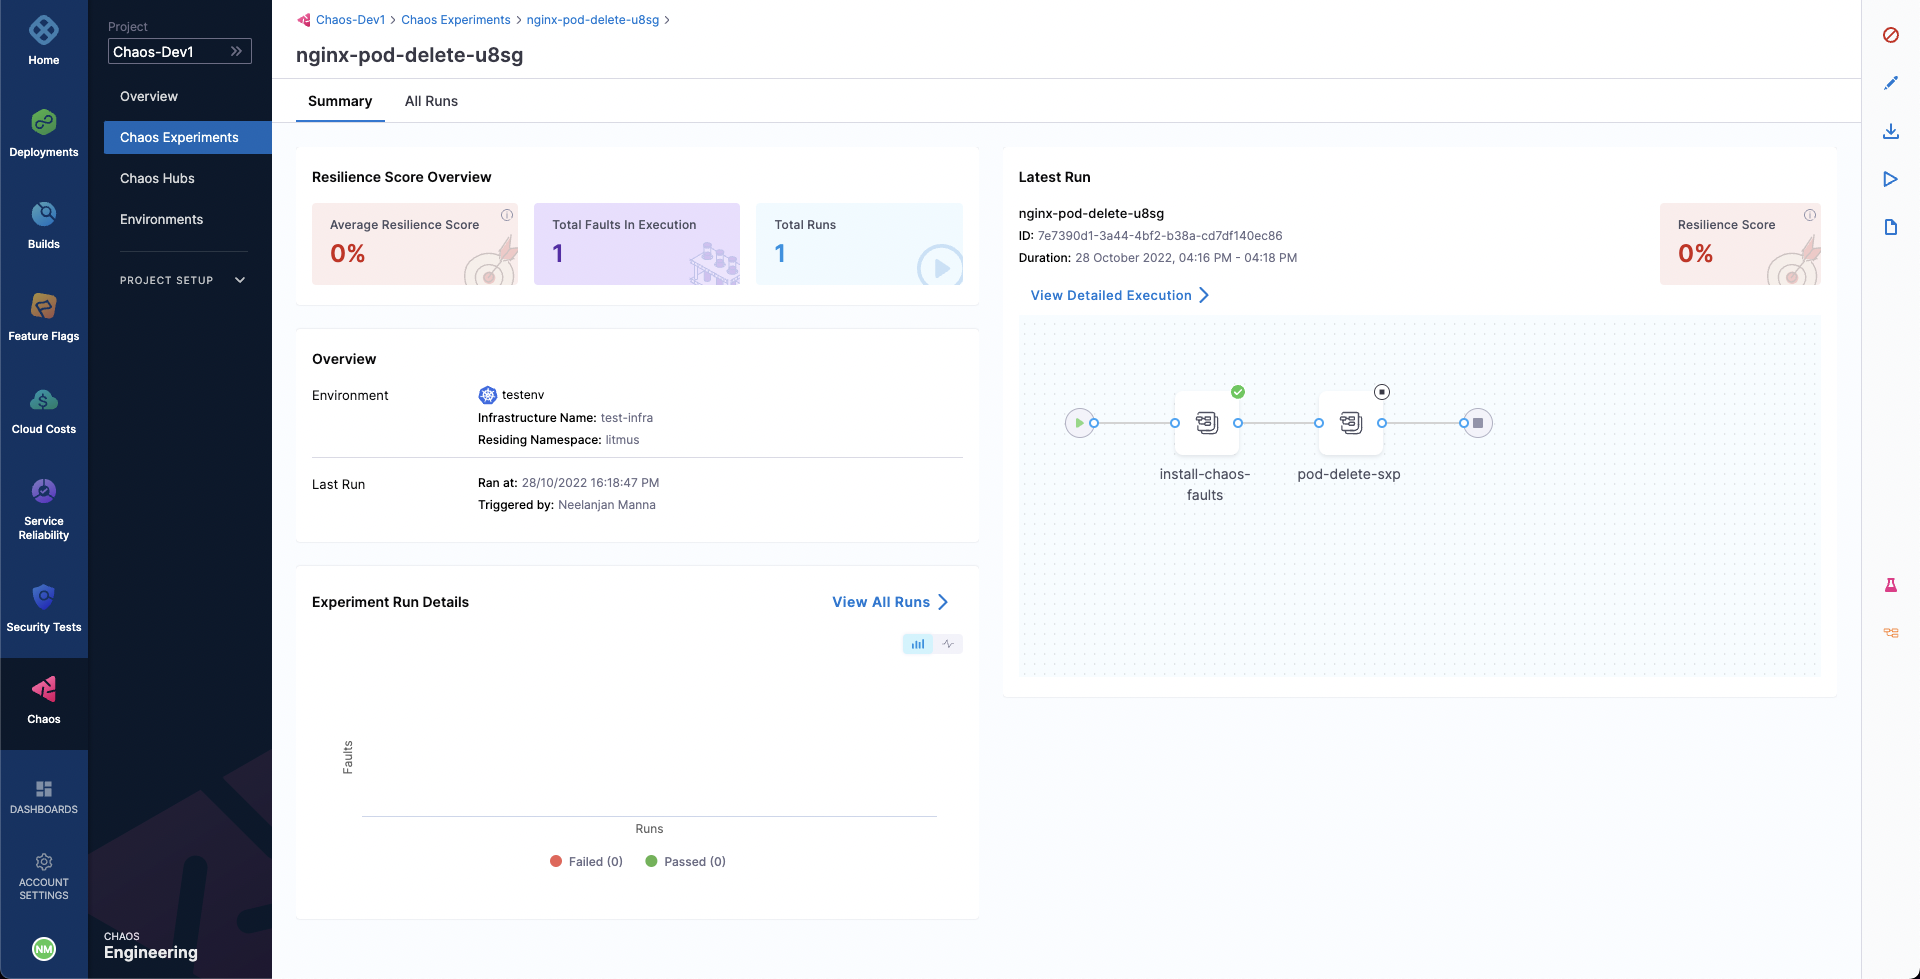 Home
Deployments
Builds
Feature Flags
Cloud Costs
Service
Reliability
Security Tests
Chaos
DASHBOARDS
ACCOUNT
SETTINGS
NM
Project
Chaos-Dev1
Overview
Chaos Experiments
Chaos Hubs
Environments
PROJECT SETUP
CHAOS
Engineering
Chaos-Dev1 > Chaos Experiments > nginx-pod-delete-u8sg >
nginx-pod-delete-u8sg
Summary All Runs
Resilience Score Overview
Average Resilience Score
0%
Total Faults In Execution
1
Total Runs
1
Overview
Environment
testenv
Infrastructure Name: test-infra
Residing Namespace: litmus
Last Run
Ran at: 28/10/2022 16:18:47 PM
Triggered by: Neelanjan Manna
Experiment Run Details
View All Runs
Faults
Runs
Failed (0) Passed (0)
Latest Run
nginx-pod-delete-u8sg
ID: 7e7390d1-3a44-4bf2-b38a-cd7df140ec86
Duration: 28 October 2022, 04:16 PM - 04:18 PM
Resilience Score
0%
View Detailed Execution
install-chaos-
faults
pod-delete-sxp